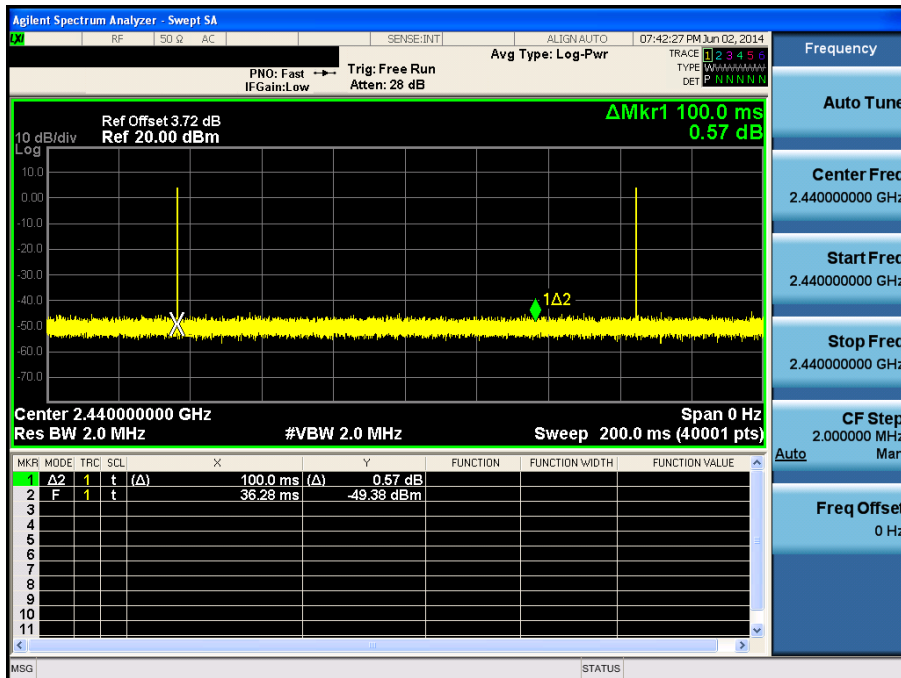 Agilent Spectrum Analyzer - Swept SA
LXI RF 50 Ω AC SENSE:INT ALIGN AUTO 07:42:27 PM Jun 02, 2014
Avg Type: Log-Pwr TRACE 1 2 3 4 5 6
PNO: Fast Trig: Free Run TYPE
IFGain:Low Atten: 28 dB DET P N N N N N
ΔMkr1 100.0 ms
0.57 dB
Ref Offset 3.72 dB
10 dB/div Ref 20.00 dBm
Log
10.0
0.00
-10.0
-20.0
-30.0
-40.0
-50.0
-60.0
-70.0
1Δ2
X
Center 2.440000000 GHz Span 0 Hz
Res BW 2.0 MHz #VBW 2.0 MHz Sweep 200.0 ms (40001 pts)
MKR MODE TRC SCL X Y FUNCTION FUNCTION WIDTH FUNCTION VALUE
1 Δ2 1 t (Δ) 100.0 ms (Δ) 0.57 dB
2 F 1 t 36.28 ms -49.38 dBm
3
4
5
6
7
8
9
10
11
MSG STATUS
Frequency
Auto Tune
Center Freq
2.440000000 GHz
Start Freq
2.440000000 GHz
Stop Freq
2.440000000 GHz
CF Step
2.000000 MHz
Auto Man
Freq Offset
0 Hz